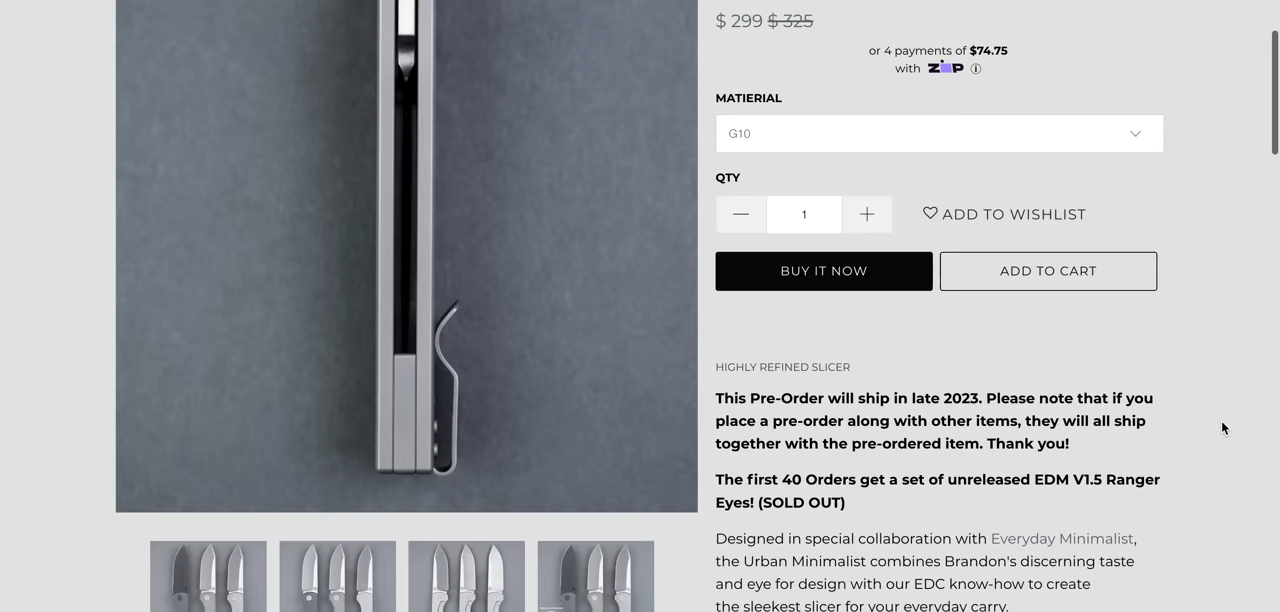 $ 299 $ 325
or 4 payments of $74.75
with ZIP
MATIERIAL
G10
QTY
1
ADD TO WISHLIST
BUY IT NOW
ADD TO CART
HIGHLY REFINED SLICER
This Pre-Order will ship in late 2023. Please note that if you
place a pre-order along with other items, they will all ship
together with the pre-ordered item. Thank you!
The first 40 Orders get a set of unreleased EDM V1.5 Ranger
Eyes! (SOLD OUT)
Designed in special collaboration with Everyday Minimalist,
the Urban Minimalist combines Brandon's discerning taste
and eye for design with our EDC know-how to create
the sleekest slicer for your everyday carry.